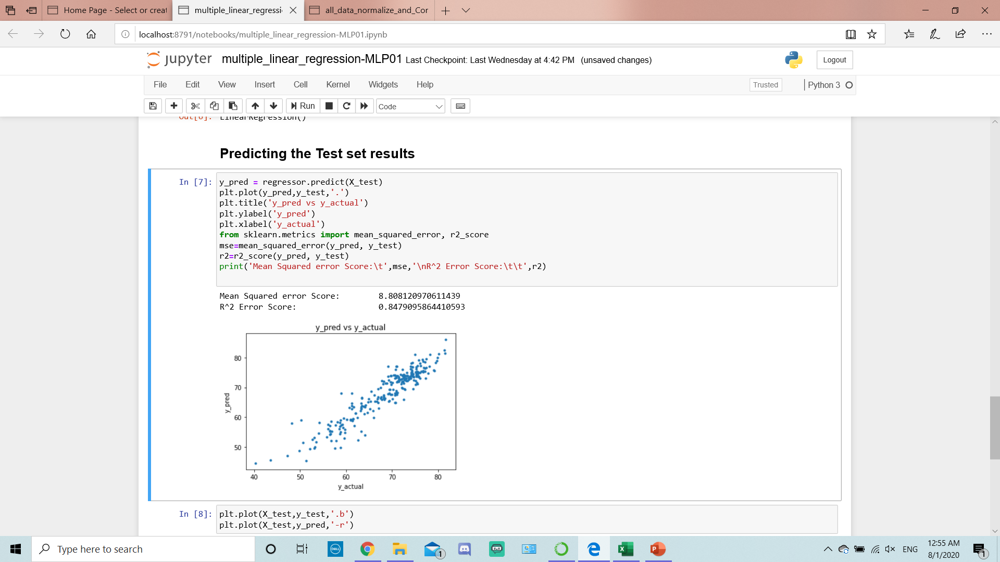 Home Page - Select or creat
multiple_linear_regressi
all_data_normalize_and_Cor
localhost:8791/notebooks/multiple_linear_regression-MLP01.ipynb
jupyter multiple_linear_regression-MLP01 Last Checkpoint: Last Wednesday at 4:42 PM (unsaved changes)
Logout
File Edit View Insert Cell Kernel Widgets Help
Trusted
Python 3
Run
Code
Out[6]: LinearRegression()
Predicting the Test set results
In [7]: y_pred = regressor.predict(X_test)
plt.plot(y_pred,y_test,'.')
plt.title('y_pred vs y_actual')
plt.ylabel('y_pred')
plt.xlabel('y_actual')
from sklearn.metrics import mean_squared_error, r2_score
mse=mean_squared_error(y_pred, y_test)
r2=r2_score(y_pred, y_test)
print('Mean Squared error Score:\t',mse,'\nR^2 Error Score:\t\t',r2)
Mean Squared error Score: 8.808120970611439
R^2 Error Score: 0.8479095864410593
y_pred vs y_actual
80
70
60
50
y_pred
40 50 60 70 80
y_actual
In [8]: plt.plot(X_test,y_test,'.b')
plt.plot(X_test,y_pred,'-r')
Type here to search
DELL
1
ENG
12:55 AM
8/1/2020
1